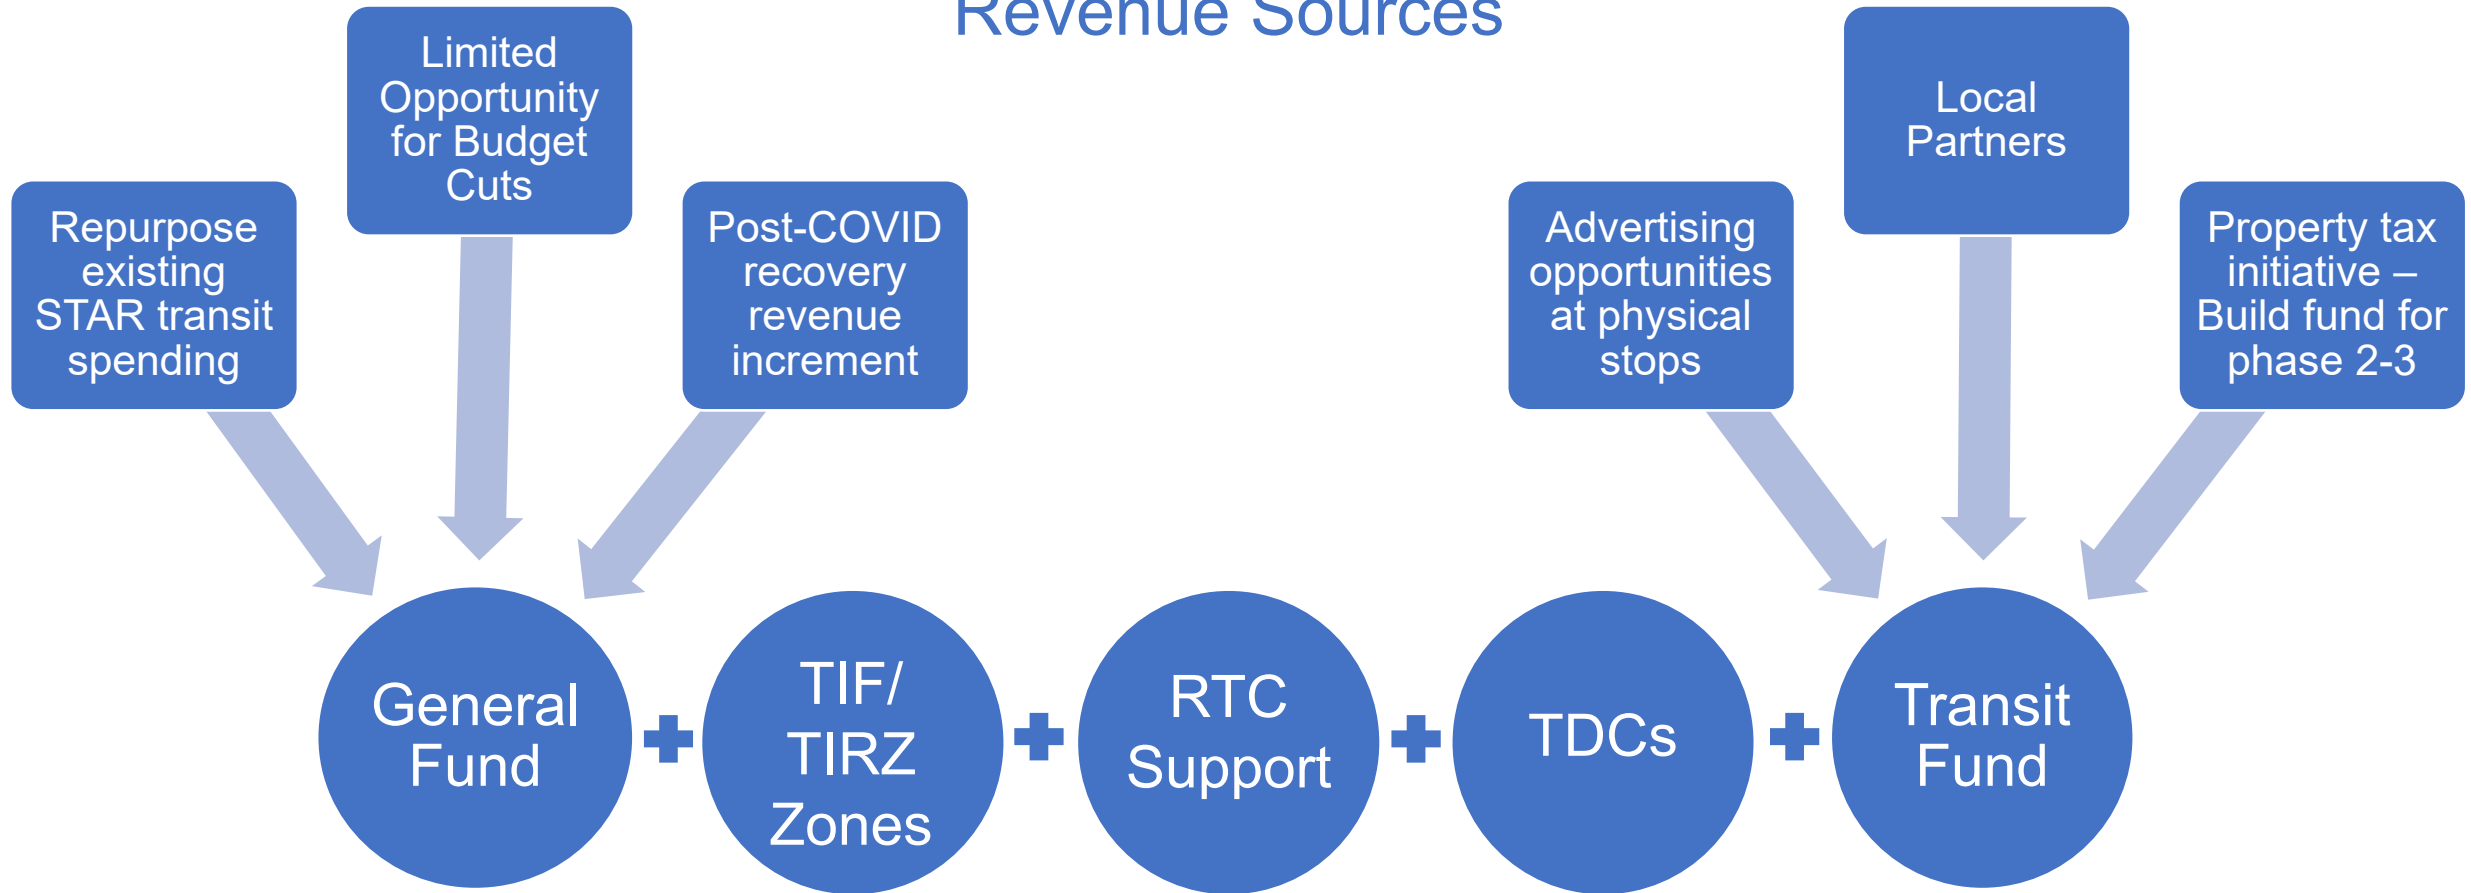 Revenue Sources
Limited
Opportunity
for Budget
Cuts
Local
Partners
Repurpose
existing
STAR transit
spending
Post-COVID
recovery
revenue
increment
Advertising
opportunities
at physical
stops
Property tax
initiative –
Build fund for
phase 2-3
General
Fund
TIF/
TIRZ
Zones
RTC
Support
TDCs
Transit
Fund